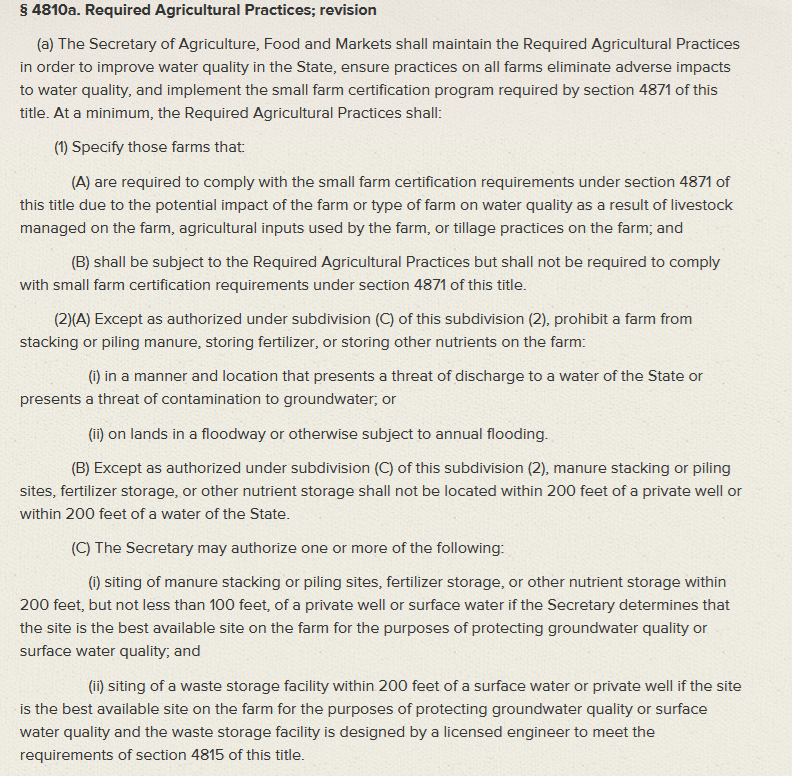 § 4810a. Required Agricultural Practices; revision
(a) The Secretary of Agriculture, Food and Markets shall maintain the Required Agricultural Practices
in order to improve water quality in the State, ensure practices on all farms eliminate adverse impacts
to water quality, and implement the small farm certification program required by section 4871 of this
title. At a minimum, the Required Agricultural Practices shall:
(1) Specify those farms that:
(A) are required to comply with the small farm certification requirements under section 4871 of
this title due to the potential impact of the farm or type of farm on water quality as a result of livestock
managed on the farm, agricultural inputs used by the farm, or tillage practices on the farm; and
(B) shall be subject to the Required Agricultural Practices but shall not be required to comply
with small farm certification requirements under section 4871 of this title.
(2)(A) Except as authorized under subdivision (C) of this subdivision (2), prohibit a farm from
stacking or piling manure, storing fertilizer, or storing other nutrients on the farm:
(i) in a manner and location that presents a threat of discharge to a water of the State or
presents a threat of contamination to groundwater; or
(ii) on lands in a floodway or otherwise subject to annual flooding.
(B) Except as authorized under subdivision (C) of this subdivision (2), manure stacking or piling
sites, fertilizer storage, or other nutrient storage shall not be located within 200 feet of a private well or
within 200 feet of a water of the State.
(C) The Secretary may authorize one or more of the following:
(i) siting of manure stacking or piling sites, fertilizer storage, or other nutrient storage within
200 feet, but not less than 100 feet, of a private well or surface water if the Secretary determines that
the site is the best available site on the farm for the purposes of protecting groundwater quality or
surface water quality; and
(ii) siting of a waste storage facility within 200 feet of a surface water or private well if the site
is the best available site on the farm for the purposes of protecting groundwater quality or surface
water quality and the waste storage facility is designed by a licensed engineer to meet the
requirements of section 4815 of this title.